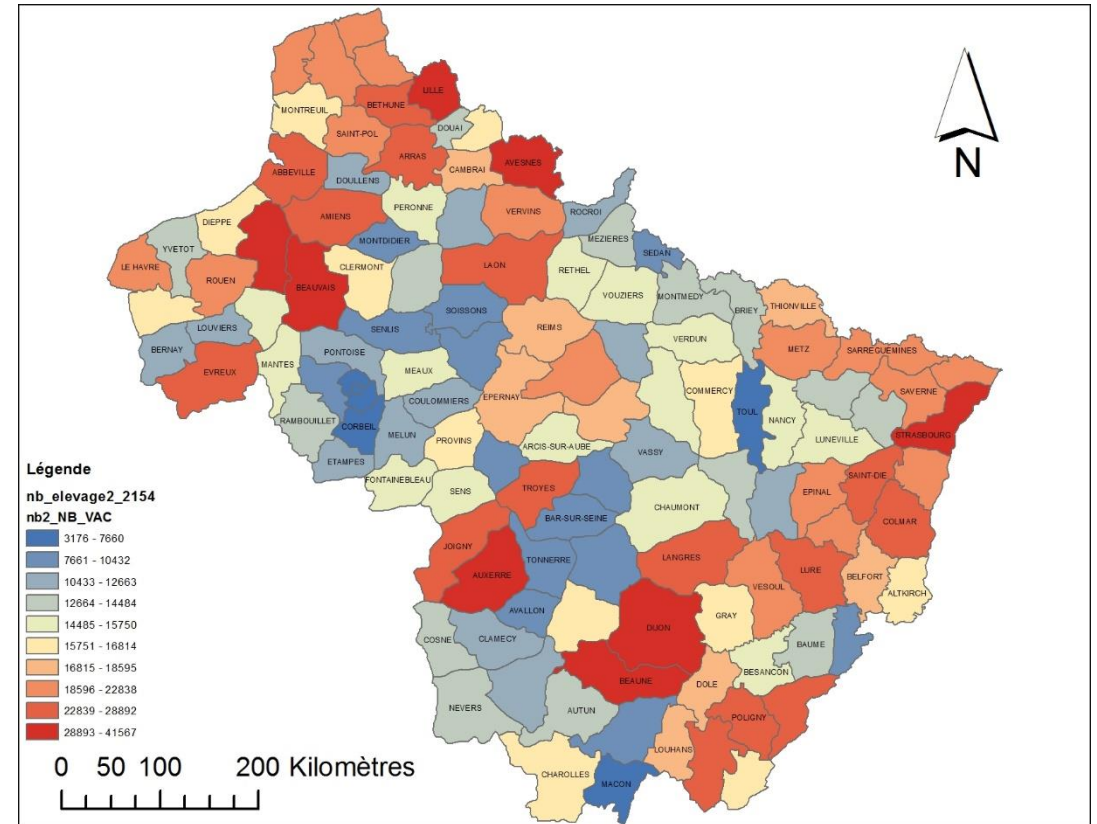 LILLE
BETHUNE
MONTREUIL
DOUAI
SAINT-POL
ARRAS
AVESNES
CAMBRAI
ABBEVILLE
DOULLENS
PERONNE
VERVINS
ROCROI
DIEPPE
AMIENS
MEZIERES
YVETOT
MONTDIDIER
SEDAN
CLERMONT
LAON
LE HAVRE
RETHEL
ROUEN
BEAUVAIS
VOUZIERS
MONTMEDY
SOISSONS
BRIEY
THIONVILLE
SENLIS
REIMS
LOUVIERS
VERDUN
METZ
SARREGUEMINES
BERNAY
PONTOISE
MANTES
MEAUX
EVREUX
COMMERCY
SAVERNE
EPERNAY
COULOMMIERS
TOUL
NANCY
RAMBOUILLET
CORBEIL
MELUN
STRASBOURG
PROVINS
ARCIS-SUR-AUBE
LUNEVILLE
VASSY
ETAMPES
FONTAINEBLEAU
SENS
TROYES
CHAUMONT
EPINAL
SAINT-DIE
BAR-SUR-SEINE
COLMAR
JOIGNY
LANGRES
TONNERRE
AUXERRE
VESOUL
LURE
BELFORT
ALTKIRCH
AVALLON
GRAY
DIJON
COSNE
CLAMECY
BAUME
BESANCON
BEAUNE
DOLE
NEVERS
AUTUN
POLIGNY
LOUHANS
CHAROLLES
MACON
N
Légende
nb_elevage2_2154
nb2_NB_VAC
3176 - 7660
7661 - 10432
10433 - 12663
12664 - 14484
14485 - 15750
15751 - 16814
16815 - 18595
18596 - 22838
22839 - 28892
28893 - 41567
0 50 100 200 Kilomètres